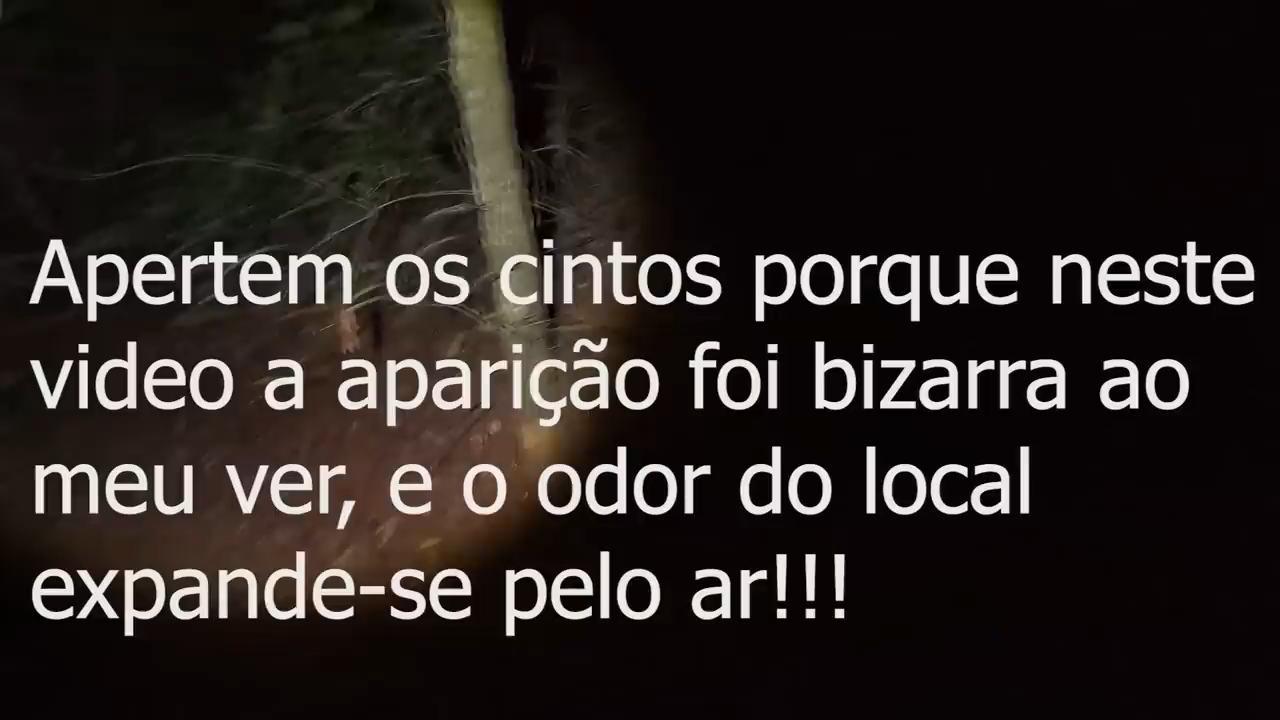 Apertem os cintos porque neste
video a aparição foi bizarra ao
meu ver, e o odor do local
expande-se pelo ar!!!